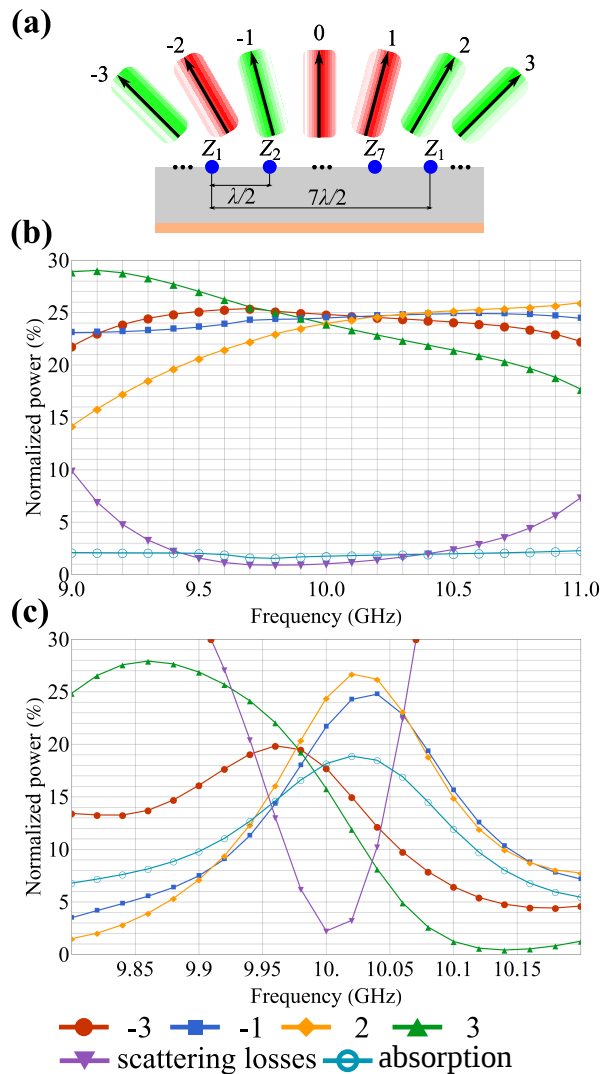 (a)
-3 -2 -1 0 1 2 3
Z1 Z2 Z7 Z1
••• ••• •••
λ/2 7λ/2
(b)
Normalized power (%)
30
25
20
15
10
5
0
9.0 9.5 10.0 10.5 11.0
Frequency (GHz)
(c)
Normalized power (%)
30
25
20
15
10
5
0
9.85 9.9 9.95 10. 10.05 10.1 10.15
Frequency (GHz)
-3 -1 2 3
scattering losses absorption